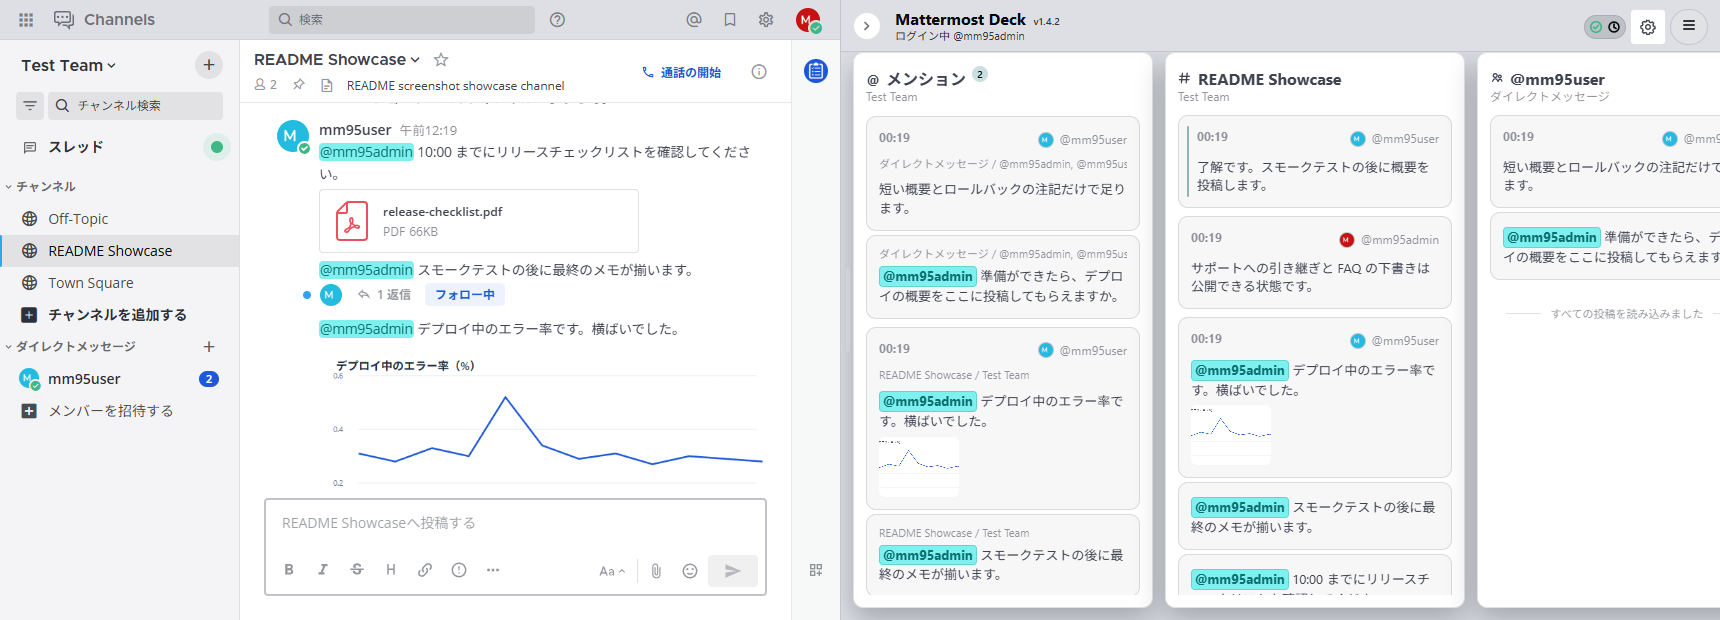 Channels
検索
Test Team
チャンネル検索
スレッド
チャンネル
Off-Topic
README Showcase
Town Square
チャンネルを追加する
ダイレクトメッセージ
mm95user
2
メンバーを招待する
README Showcase
2
README screenshot showcase channel
通話の開始
mm95user 午前12:19
@mm95admin 10:00 までにリリースチェックリストを確認してくださ
い。
release-checklist.pdf
PDF 66KB
@mm95admin スモークテストの後に最終のメモが揃います。
1 返信
フォロー中
@mm95admin デプロイ中のエラー率です。横ばいでした。
デプロイ中のエラー率 (%)
0.6
0.4
0.2
README Showcaseへ投稿する
B I S H
Aa
Mattermost Deck v1.4.2
ログイン中 @mm95admin
@ メンション 2
Test Team
00:19
@mm95user
ダイレクトメッセージ / @mm95admin, @mm95us
短い概要とロールバックの注記だけで足り
ます。
ダイレクトメッセージ / @mm95admin, @mm95us
@mm95admin 準備ができたら、デプロ
イの概要をここに投稿してもらえますか。
00:19
@mm95user
README Showcase / Test Team
@mm95admin デプロイ中のエラー率で
す。横ばいでした。
README Showcase / Test Team
@mm95admin スモークテストの後に最
終のメモが揃います。
# README Showcase
Test Team
00:19
@mm95user
了解です。スモークテストの後に概要を
投稿します。
00:19
@mm95admin
サポートへの引き継ぎと FAQ の下書きは
公開できる状態です。
00:19
@mm95user
@mm95admin デプロイ中のエラー率で
す。横ばいでした。
@mm95admin スモークテストの後に最
終のメモが揃います。
@mm95admin 10:00 までにリリースチ
@mm95user
ダイレクトメッセージ
00:19
@mm9
短い概要とロールバックの注記だけで
ます。
@mm95admin 準備ができたら、デ
イの概要をここに投稿してもらえます
すべての投稿を読み込みました